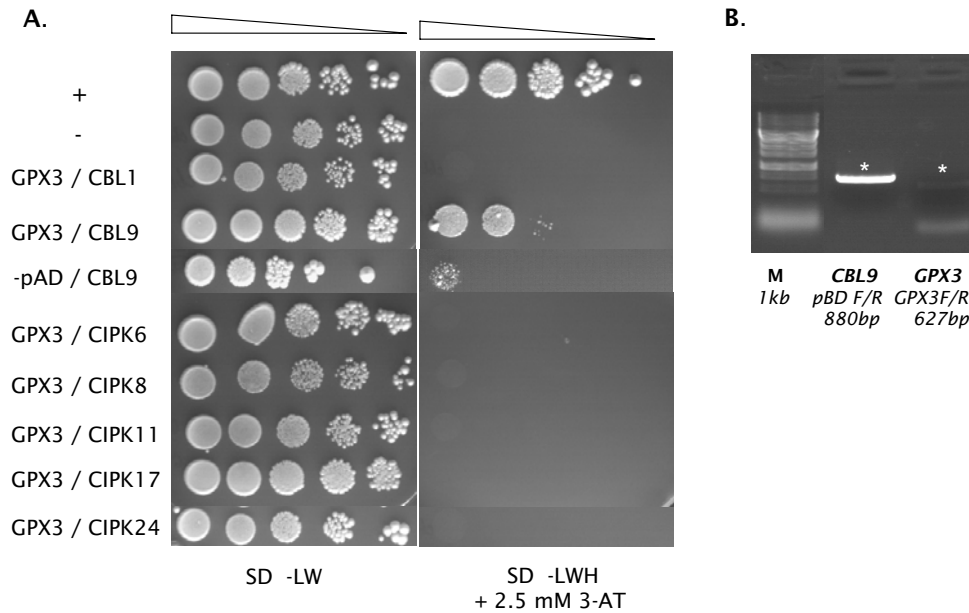 A.
+
-
GPX3 / CBL1
GPX3 / CBL9
-pAD / CBL9
GPX3 / CIPK6
GPX3 / CIPK8
GPX3 / CIPK11
GPX3 / CIPK17
GPX3 / CIPK24
SD -LW
SD -LWH
+ 2.5 mM 3-AT
B.
* *
M CBL9 GPX3
1kb pBD F/R GPX3F/R
880bp 627bp